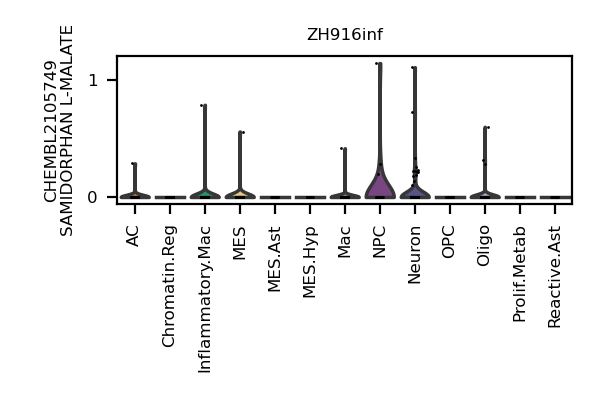 ZH916inf
CHEMBL2105749
SAMIDORPHAN L-MALATE
1
0
AC
Chromatin.Reg
Inflammatory.Mac
MES
MES.Ast
MES.Hyp
Mac
NPC
Neuron
OPC
Oligo
Prolif.Metab
Reactive.Ast